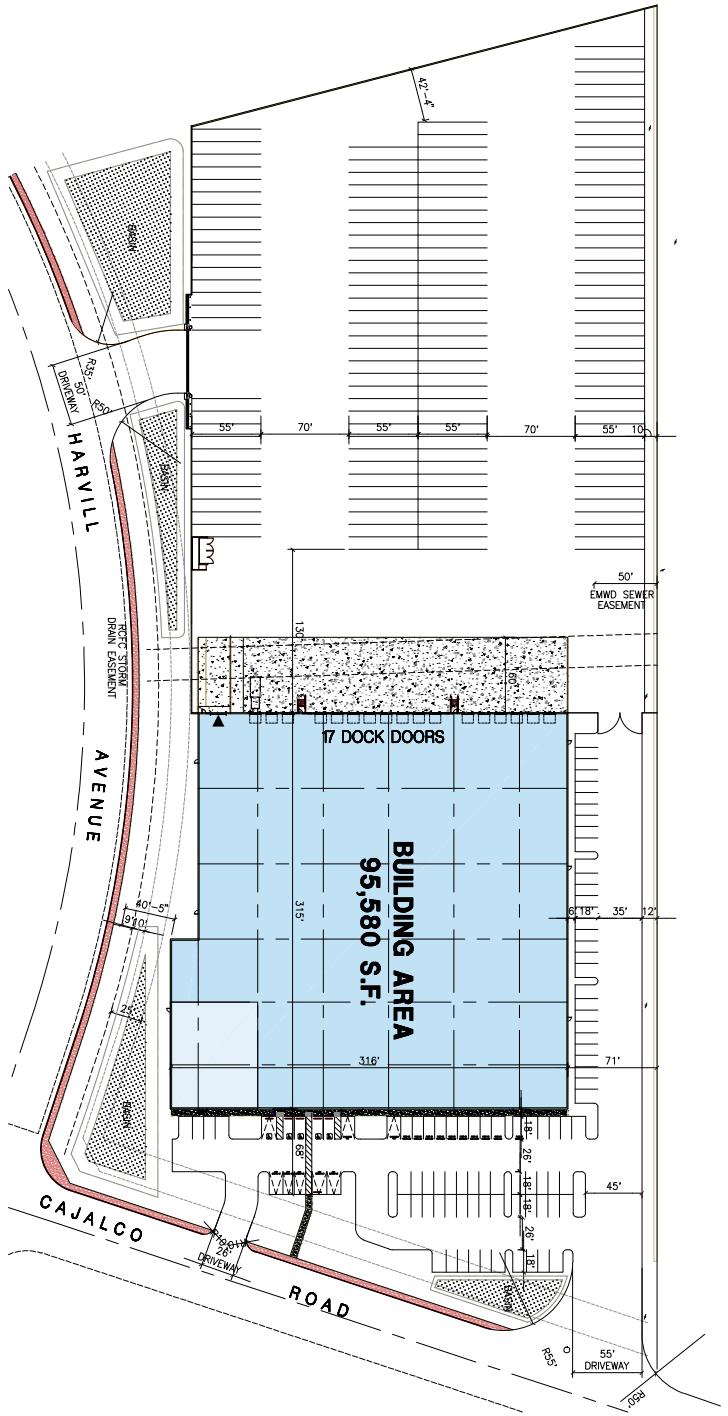 42'-4"
BASIN
R35'
50'
DRIVEWAY
R50'
HARVILL
BASIN
55'
70'
55'
55'
70'
55'
10
50'
EMWD SEWER
EASEMENT
RCFC STORM
DRAIN EASEMENT
130'
60'
17 DOCK DOORS
AVENUE
BUILDING AREA
95,580 S.F.
315'
40'-5"
9'
10'
6'
18'
35'
12'
25'
316'
71'
BASIN
68'
18'
26'
18'
18'
26'
18'
45'
CAJALCO
26'
DRIVEWAY
ROAD
BASIN
R55'
55'
DRIVEWAY
R50'